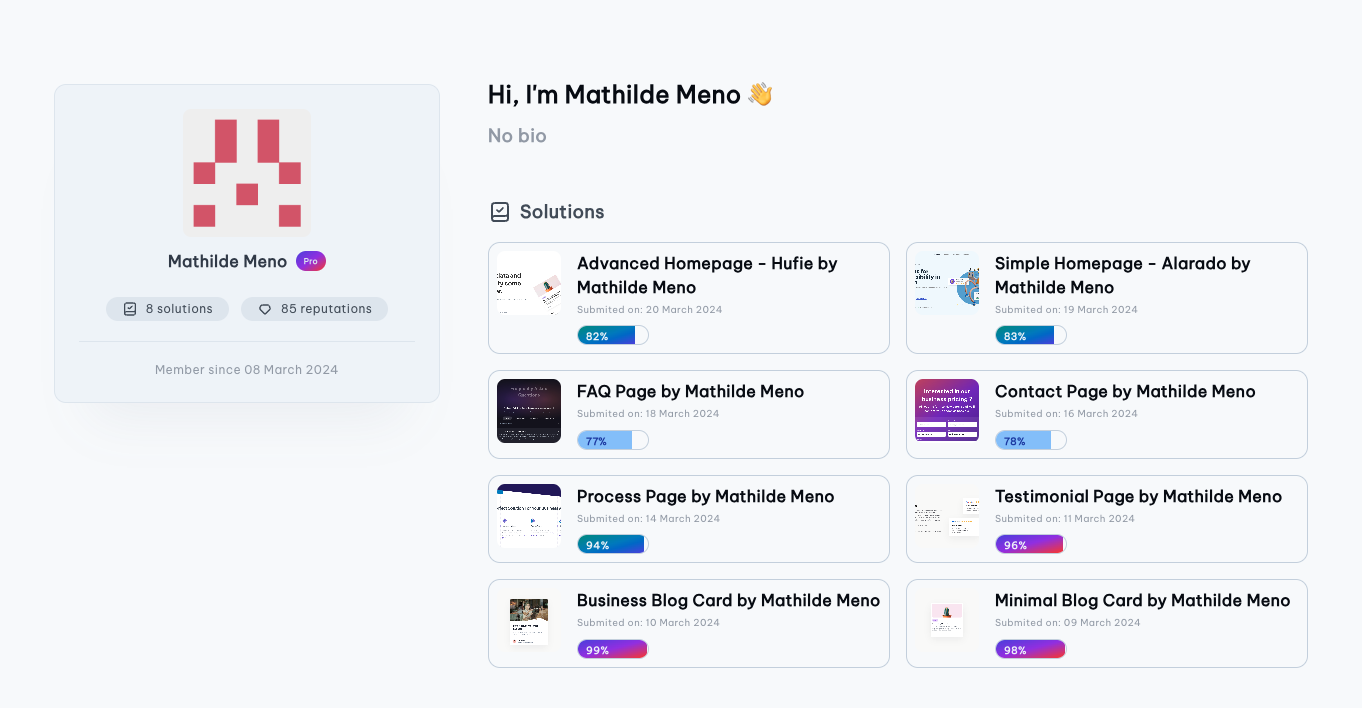 Hi, I'm Mathilde Meno 👋
No bio
Mathilde Meno Pro
8 solutions 85 reputations
Member since 08 March 2024
Solutions
Advanced Homepage - Hufie by
Mathilde Meno
Submited on: 20 March 2024
82%
Simple Homepage - Alarado by
Mathilde Meno
Submited on: 19 March 2024
83%
FAQ Page by Mathilde Meno
Submited on: 18 March 2024
77%
Interested in our
business pricing ?
Contact Page by Mathilde Meno
Submited on: 16 March 2024
78%
Process Page by Mathilde Meno
Submited on: 14 March 2024
94%
Testimonial Page by Mathilde Meno
Submited on: 11 March 2024
96%
Business Blog Card by Mathilde Meno
Submited on: 10 March 2024
99%
Minimal Blog Card by Mathilde Meno
Submited on: 09 March 2024
98%